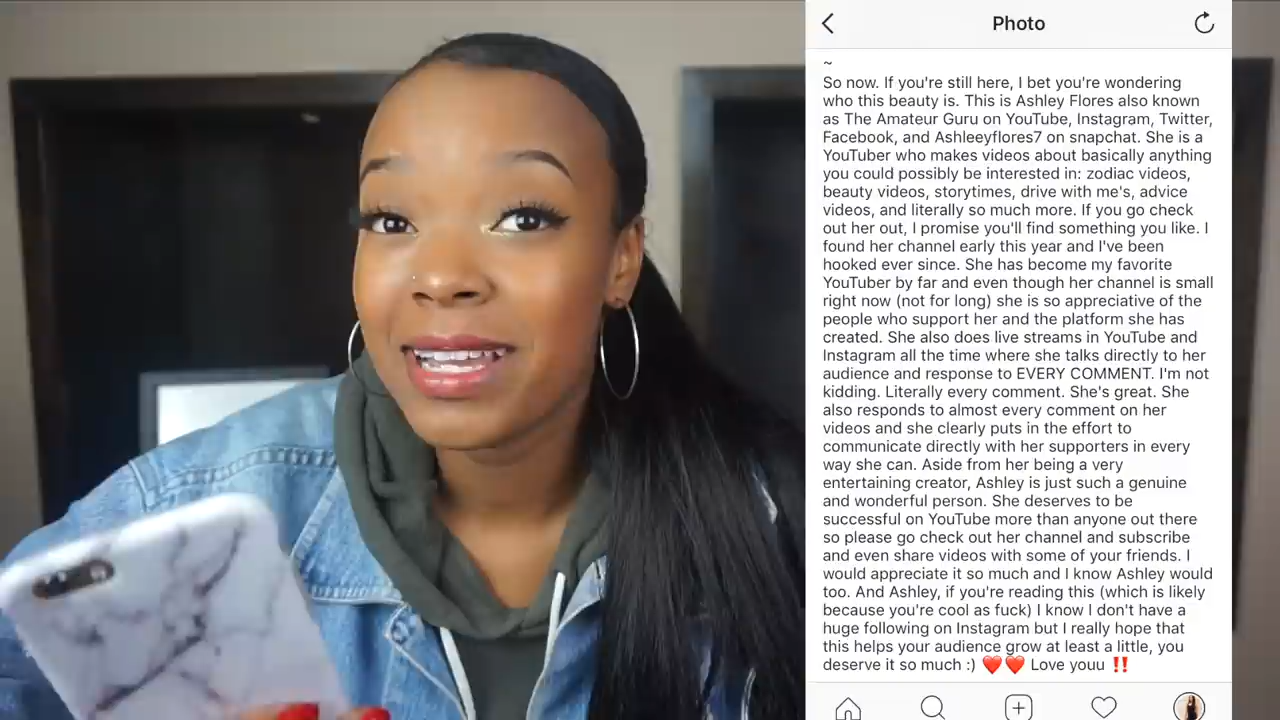 Photo
~
So now. If you're still here, I bet you're wondering
who this beauty is. This is Ashley Flores also known
as The Amateur Guru on YouTube, Instagram, Twitter,
Facebook, and Ashleeyflores7 on snapchat. She is a
YouTuber who makes videos about basically anything
you could possibly be interested in: zodiac videos,
beauty videos, storytimes, drive with me's, advice
videos, and literally so much more. If you go check
out her out, I promise you'll find something you like. I
found her channel early this year and I've been
hooked ever since. She has become my favorite
YouTuber by far and even though her channel is small
right now (not for long) she is so appreciative of the
people who support her and the platform she has
created. She also does live streams in YouTube and
Instagram all the time where she talks directly to her
audience and response to EVERY COMMENT. I'm not
kidding. Literally every comment. She's great. She
also responds to almost every comment on her
videos and she clearly puts in the effort to
communicate directly with her supporters in every
way she can. Aside from her being a very
entertaining creator, Ashley is just such a genuine
and wonderful person. She deserves to be
successful on YouTube more than anyone out there
so please go check out her channel and subscribe
and even share videos with some of your friends. I
would appreciate it so much and I know Ashley would
too. And Ashley, if you're reading this (which is likely
because you're cool as fuck) I know I don't have a
huge following on Instagram but I really hope that
this helps your audience grow at least a little, you
deserve it so much :) ❤️❤️ Love youu ‼️